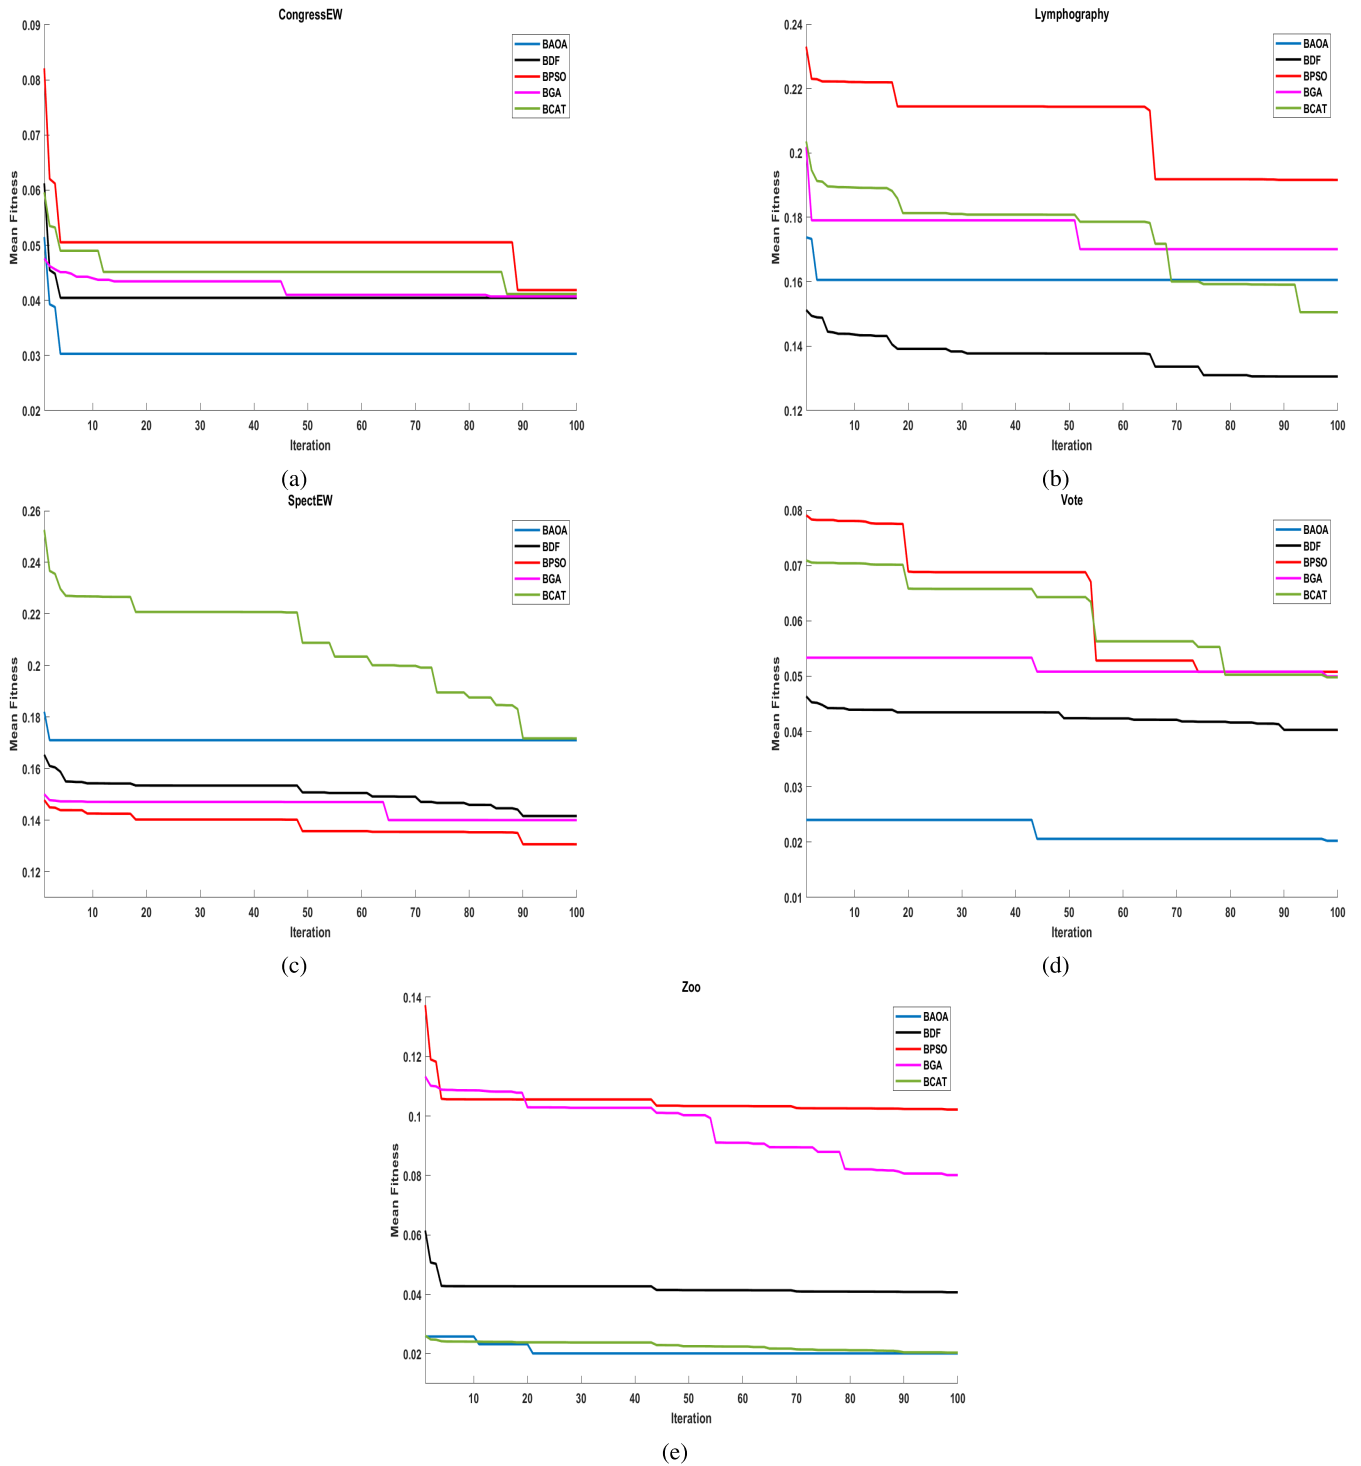 CongressEW
0.09
0.08
0.07
0.06
0.05
0.04
0.03
0.02
Mean Fitness
10 20 30 40 50 60 70 80 90 100
Iteration
BAOA
BDF
BPSO
BGA
BCAT
(a)
Lymphography
0.24
0.22
0.2
0.18
0.16
0.14
0.12
Mean Fitness
10 20 30 40 50 60 70 80 90 100
Iteration
BAOA
BDF
BPSO
BGA
BCAT
(b)
SpectEW
0.26
0.24
0.22
0.2
0.18
0.16
0.14
0.12
Mean Fitness
10 20 30 40 50 60 70 80 90 100
Iteration
BAOA
BDF
BPSO
BGA
BCAT
(c)
Vote
0.08
0.07
0.06
0.05
0.04
0.03
0.02
0.01
Mean Fitness
10 20 30 40 50 60 70 80 90 100
Iteration
BAOA
BDF
BPSO
BGA
BCAT
(d)
Zoo
0.14
0.12
0.1
0.08
0.06
0.04
0.02
Mean Fitness
10 20 30 40 50 60 70 80 90 100
Iteration
BAOA
BDF
BPSO
BGA
BCAT
(e)